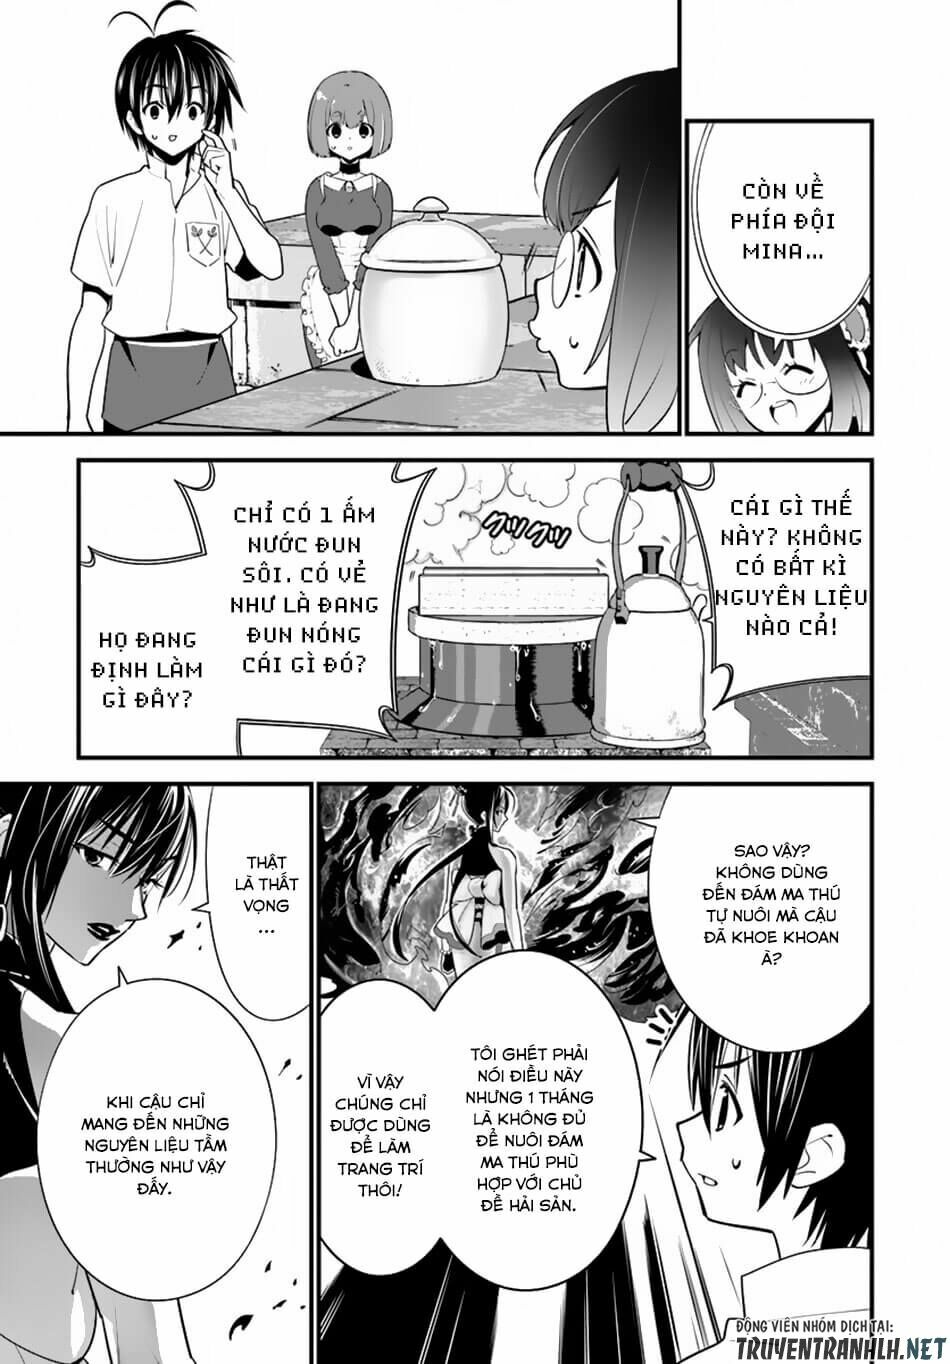 CÒN VỀ
PHÍA ĐỘI
MINA...
CÁI GÌ THẾ
NÀY? KHÔNG
CÓ BẤT KÌ
NGUYÊN LIỆU
NÀO CẢ!
グツグツ
CHỈ CÓ 1 ẤM
NƯỚC ĐUN
SÔI. CÓ VẺ
NHƯ LÀ ĐANG
ĐUN NÓNG
CÁI GÌ ĐÓ?
HỌ ĐANG
ĐỊNH LÀM
GÌ ĐÂY?
SAO VẬY?
KHÔNG DÙNG
ĐẾN ĐÁM MA THÚ
TỰ NUÔI MÀ CẬU
ĐÃ KHOE KHOAN
À?
TÔI GHÉT PHẢI
NÓI ĐIỀU NÀY
NHƯNG 1 THÁNG
LÀ KHÔNG ĐỦ
ĐỂ NUÔI ĐÁM
MA THÚ PHÙ
HỢP VỚI CHỦ
ĐỀ HẢI SẢN.
VÌ VẬY
CHÚNG CHỈ
ĐƯỢC DÙNG
ĐỂ LÀM
TRANG TRÍ
THÔI!
THẬT
LÀ THẤT
VỌNG
...
KHI CẬU CHỈ
MANG ĐẾN NHỮNG
NGUYÊN LIỆU TẦM
THƯỜNG NHƯ VẬY
ĐẤY.
ĐỘNG VIÊN NHÓM DỊCH TẠI:
TRUYENTRANHLH.NET